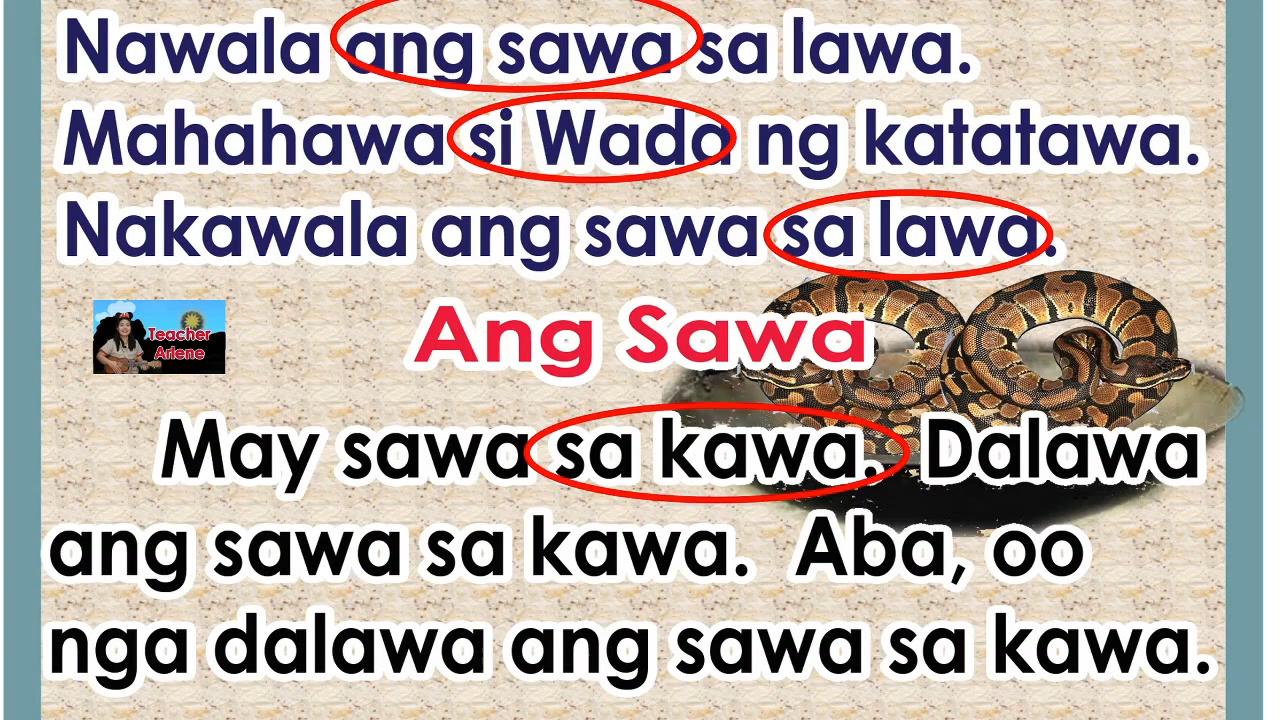 Nawala ang sawa sa lawa.
Mahahawa si Wada ng katatawa.
Nakawala ang sawa sa lawa.
Teacher
Arlene
Ang Sawa
May sawa sa kawa. Dalawa
ang sawa sa kawa. Aba, oo
nga dalawa ang sawa sa kawa.